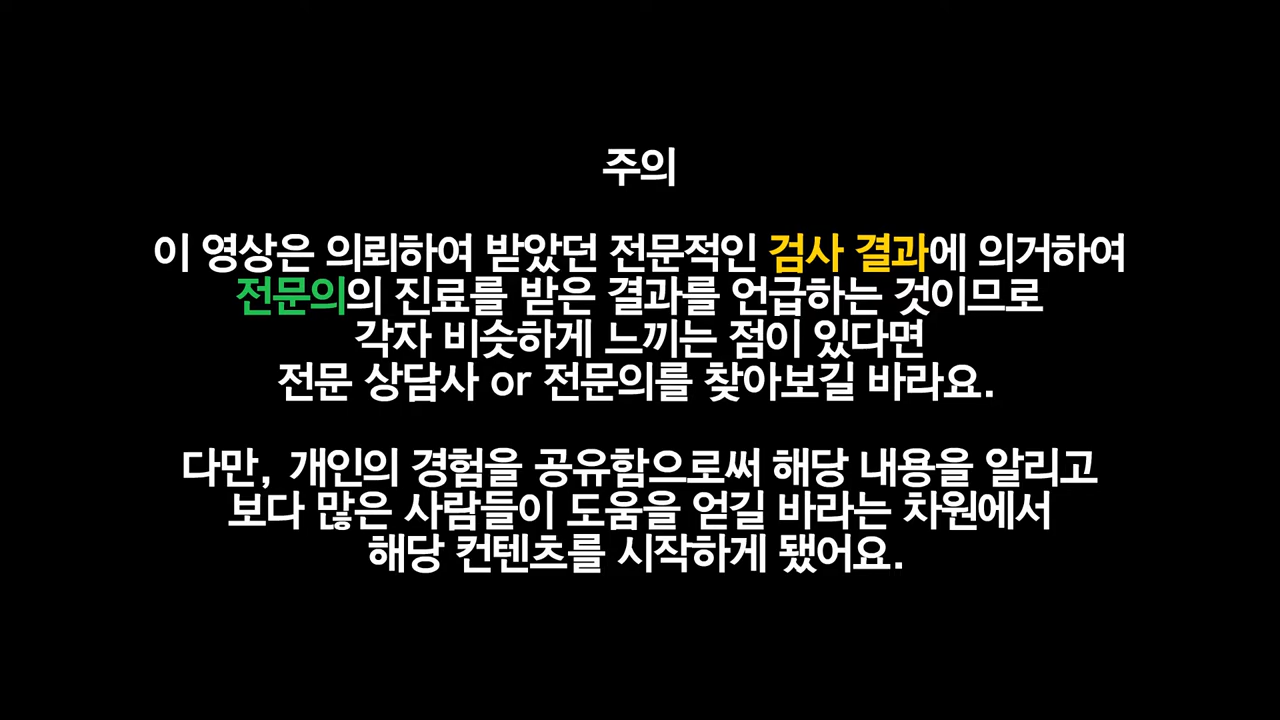 주의
이 영상은 의뢰하여 받았던 전문적인 검사 결과에 의거하여
전문의의 진료를 받은 결과를 언급하는 것이므로
각자 비슷하게 느끼는 점이 있다면
전문 상담사 or 전문의를 찾아보길 바라요.
다만, 개인의 경험을 공유함으로써 해당 내용을 알리고
보다 많은 사람들이 도움을 얻길 바라는 차원에서
해당 컨텐츠를 시작하게 됐어요.